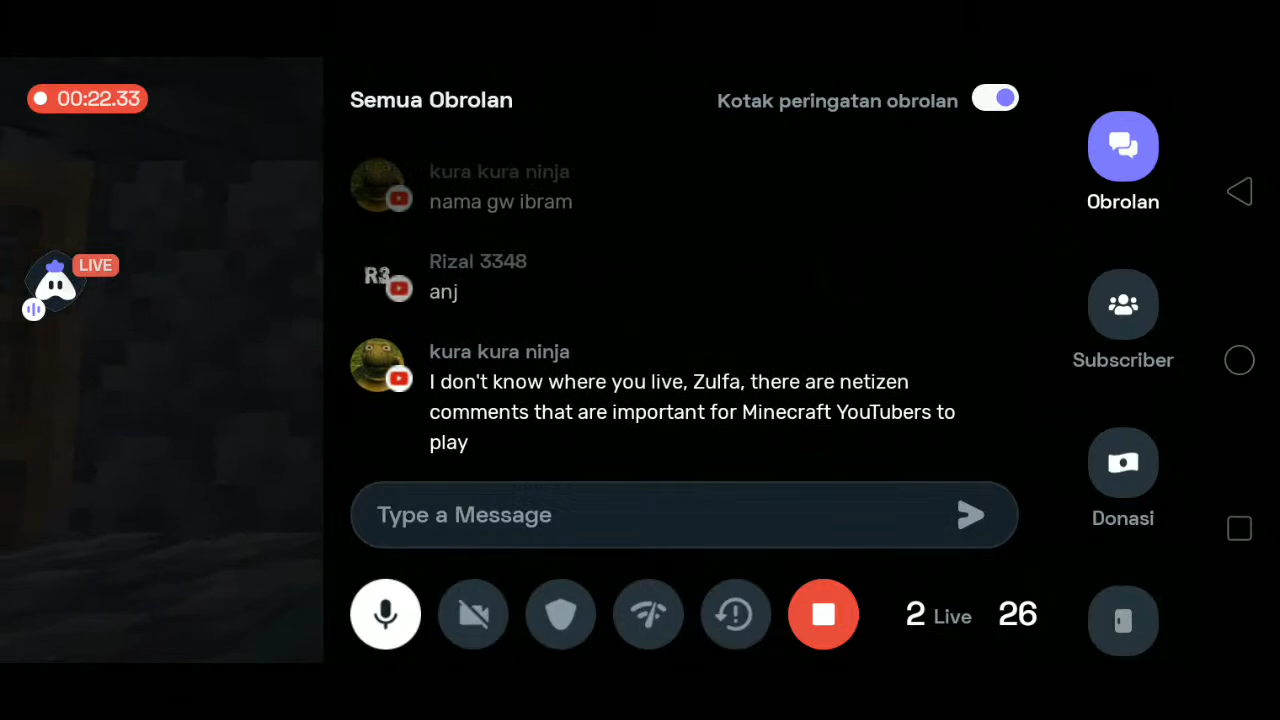 00:22.33
Semua Obrolan
Kotak peringatan obrolan
kura kura ninja
nama gw ibram
R3
Rizal 3348
anj
LIVE
kura kura ninja
I don't know where you live, Zulfa, there are netizen
comments that are important for Minecraft YouTubers to
play
Type a Message
2 Live 26
Obrolan
Subscriber
Donasi